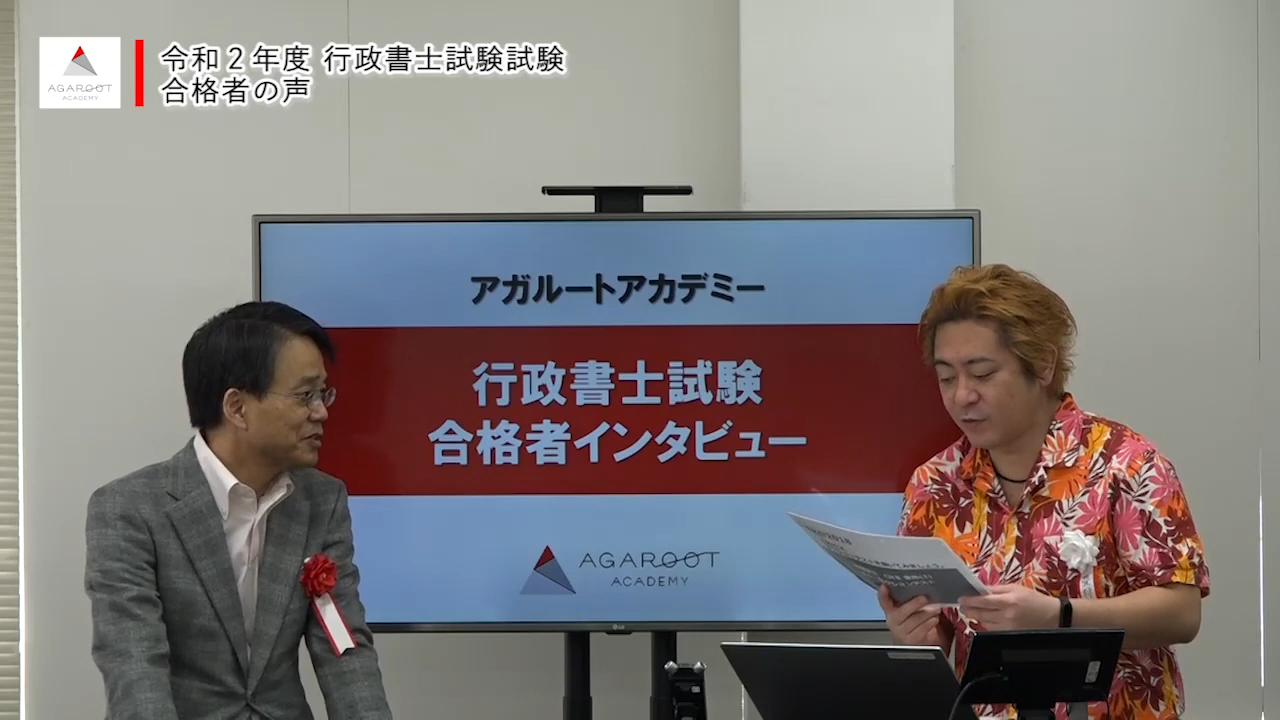 令和２年度 行政書士試験試験
合格者の声
AGAROOT
ACADEMY
アガルートアカデミー
行政書士試験
合格者インタビュー
AGAROOT
ACADEMY
LG